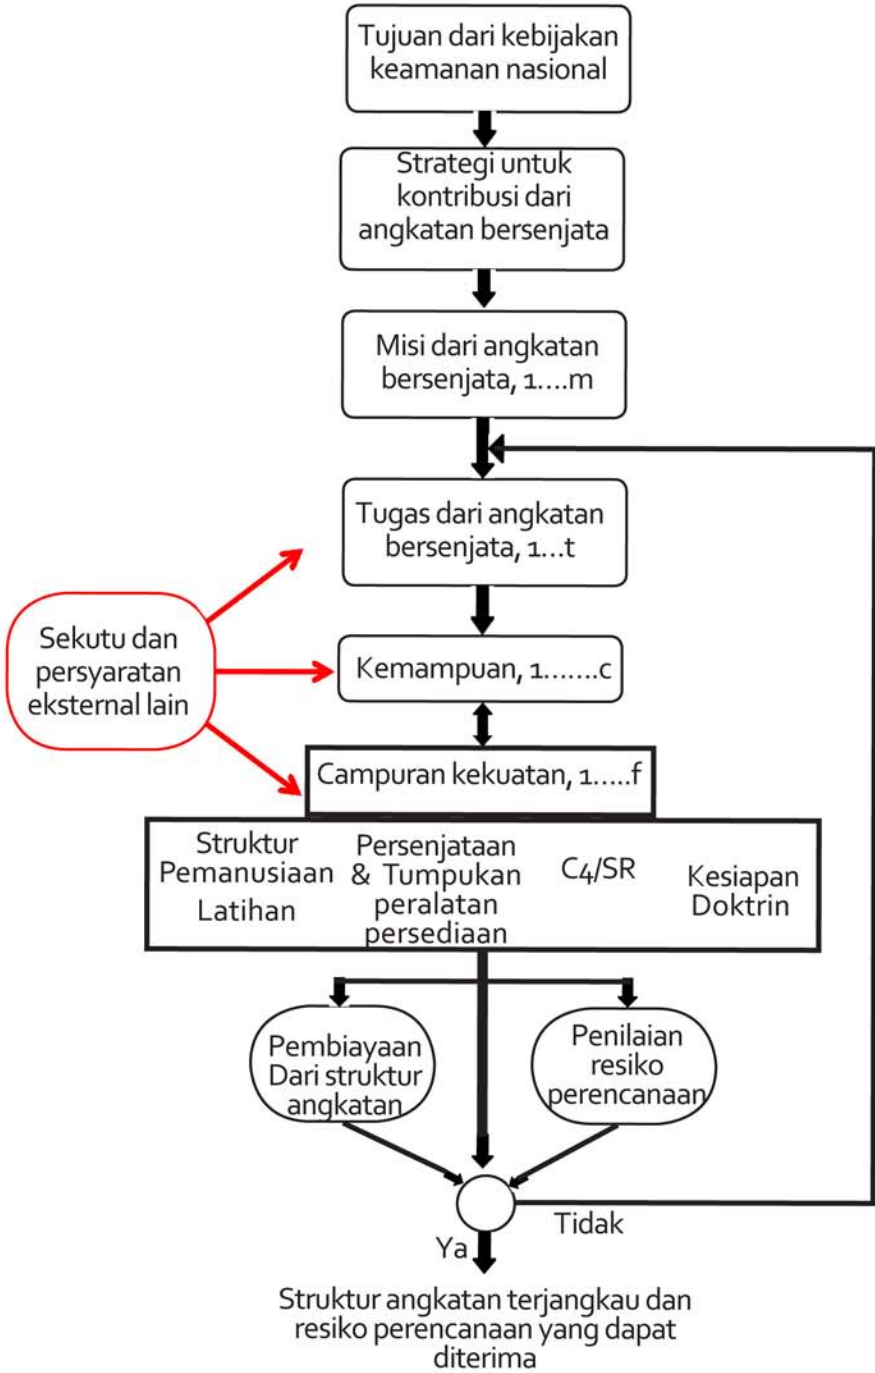 Tujuan dari kebijakan
keamanan nasional
Strategi untuk
kontribusi dari
angkatan bersenjata
Misi dari angkatan
bersenjata, 1....m
Tugas dari angkatan
bersenjata, 1...t
Sekutu dan
persyaratan
eksternal lain
Kemampuan, 1.......c
Campuran kekuatan, 1.....f
Struktur
Pemanusiaan
Latihan
Persenjataan
& Tumpukan
peralatan
persediaan
C4/SR
Kesiapan
Doktrin
Pembiayaan
Dari struktur
angkatan
Penilaian
resiko
perencanaan
Tidak
Ya
Struktur angkatan terjangkau dan
resiko perencanaan yang dapat
diterima